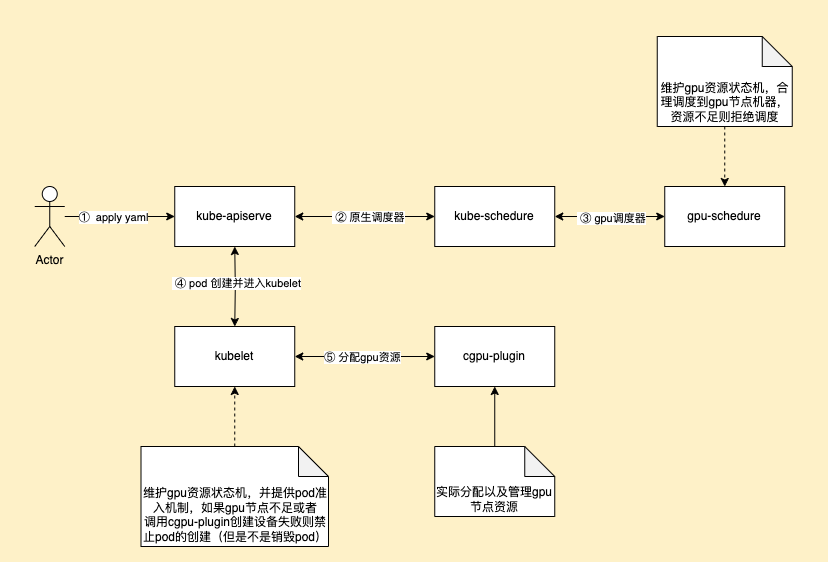 维护gpu资源状态机，合
理调度到gpu节点机器，
资源不足则拒绝调度
① apply yaml
kube-apiserve
② 原生调度器
kube-schedure
③ gpu调度器
gpu-schedure
Actor
④ pod 创建并进入kubelet
kubelet
⑤ 分配gpu资源
cgpu-plugin
维护gpu资源状态机，并提供pod准
入机制，如果gpu节点不足或者
调用cgpu-plugin创建设备失败则禁
止pod的创建（但是不是销毁pod）
实际分配以及管理gpu
节点资源